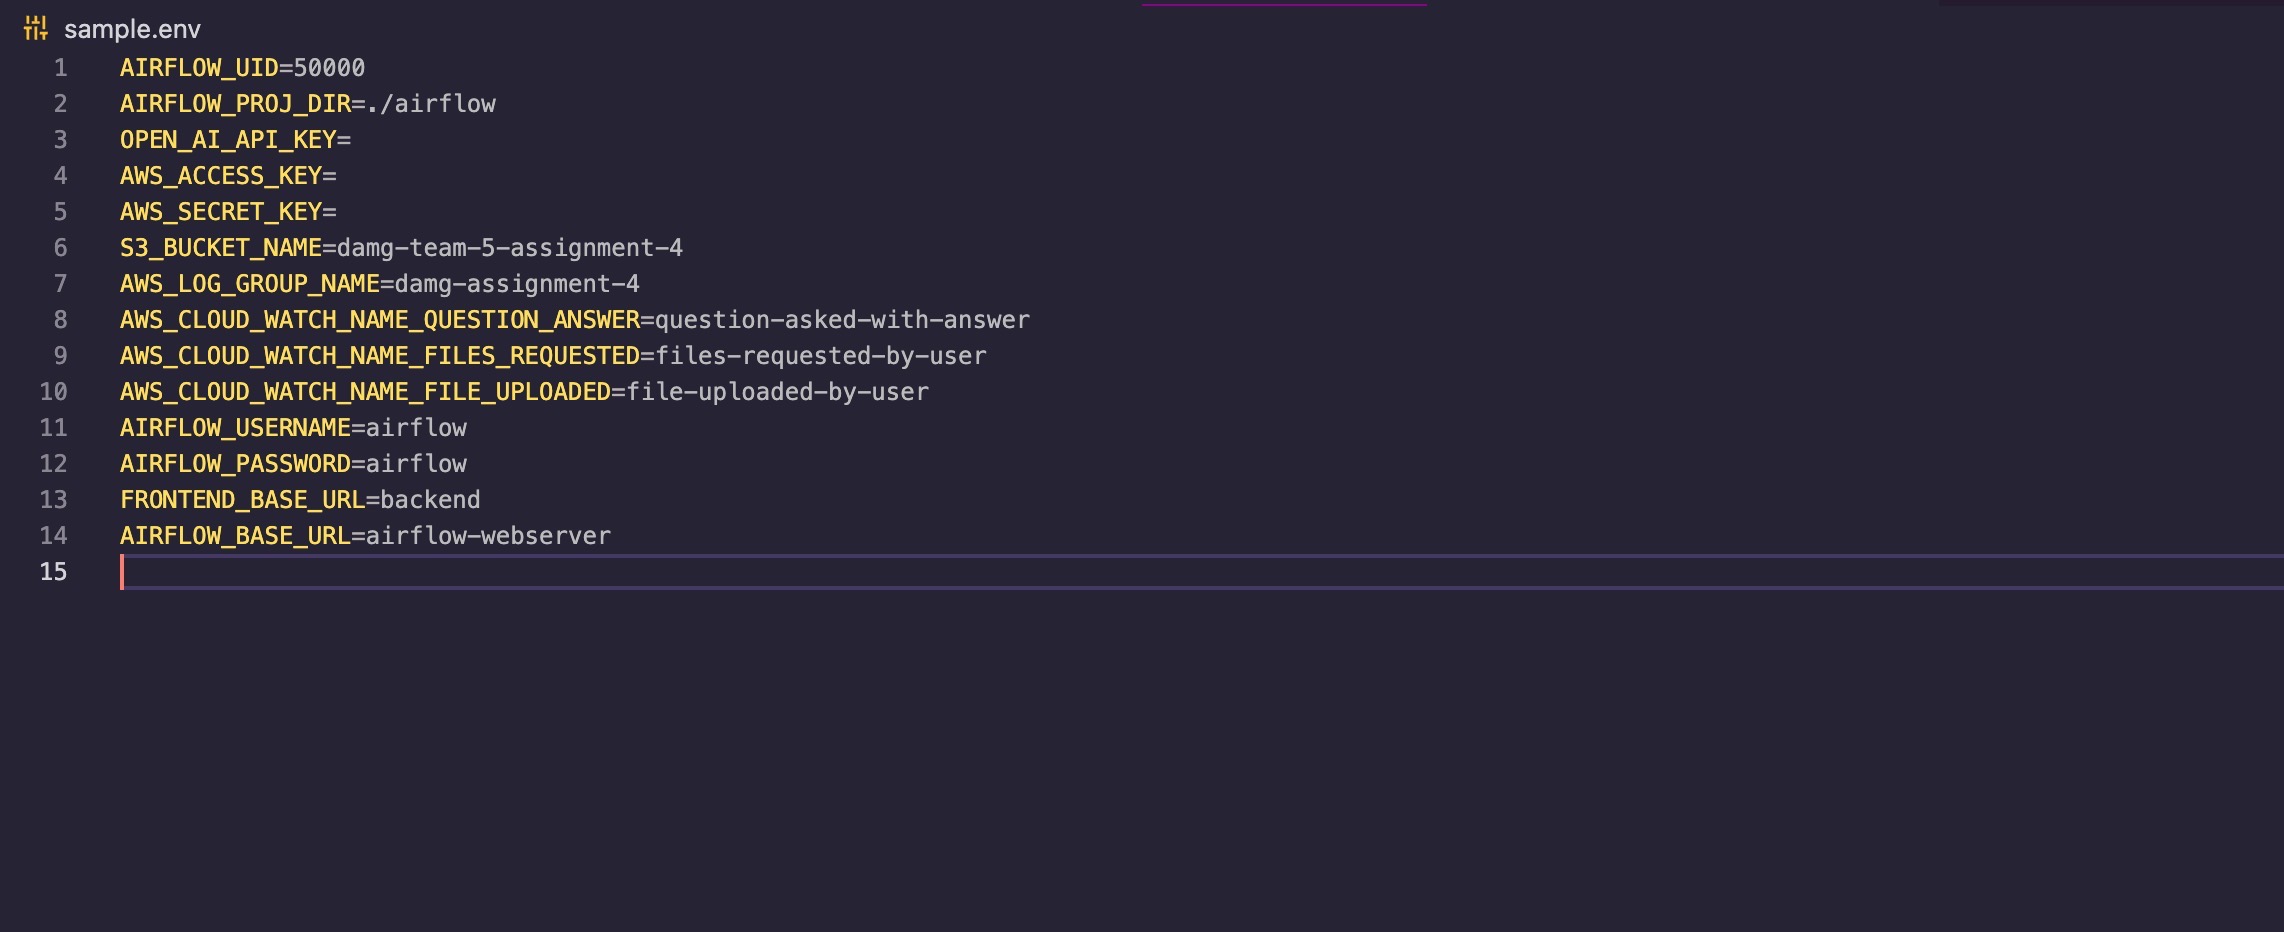 sample.env
1 AIRFLOW_UID=50000
2 AIRFLOW_PROJ_DIR=./airflow
3 OPEN_AI_API_KEY=
4 AWS_ACCESS_KEY=
5 AWS_SECRET_KEY=
6 S3_BUCKET_NAME=damg-team-5-assignment-4
7 AWS_LOG_GROUP_NAME=damg-assignment-4
8 AWS_CLOUD_WATCH_NAME_QUESTION_ANSWER=question-asked-with-answer
9 AWS_CLOUD_WATCH_NAME_FILES_REQUESTED=files-requested-by-user
10 AWS_CLOUD_WATCH_NAME_FILE_UPLOADED=file-uploaded-by-user
11 AIRFLOW_USERNAME=airflow
12 AIRFLOW_PASSWORD=airflow
13 FRONTEND_BASE_URL=backend
14 AIRFLOW_BASE_URL=airflow-webserver
15